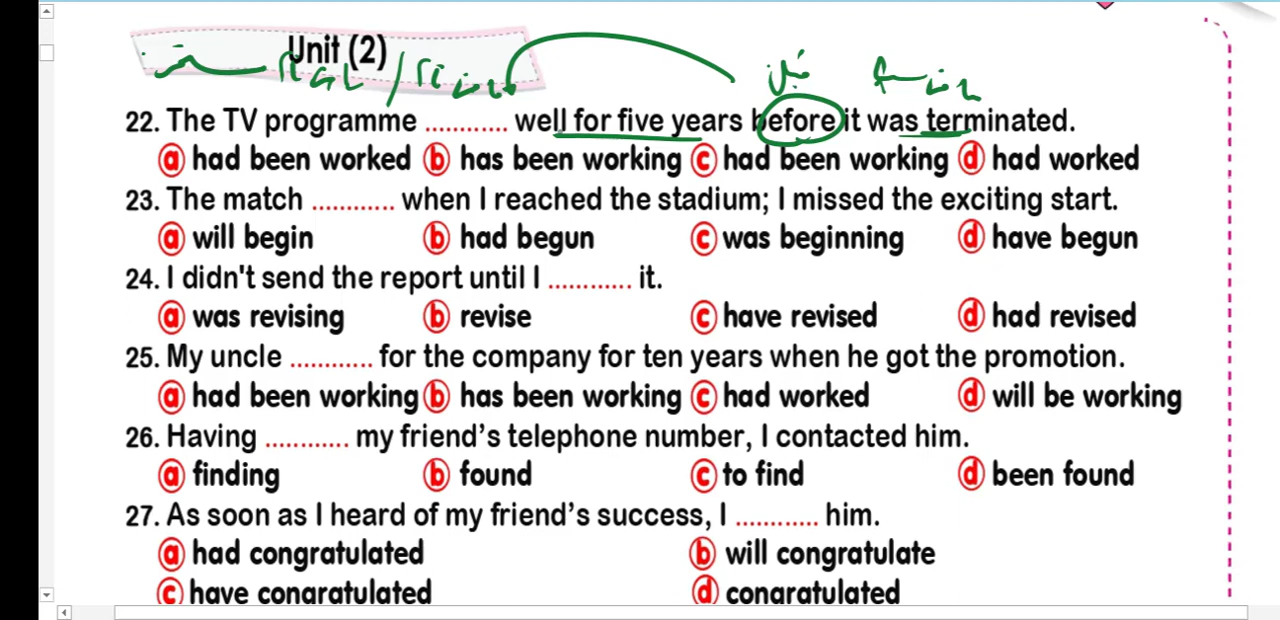 Unit (2)
22. The TV programme ............ well for five years before it was terminated.
ⓐ had been worked ⓑ has been working ⓒ had been working ⓓ had worked
23. The match ............ when I reached the stadium; I missed the exciting start.
ⓐ will begin ⓑ had begun ⓒ was beginning ⓓ have begun
24. I didn't send the report until I ............ it.
ⓐ was revising ⓑ revise ⓒ have revised ⓓ had revised
25. My uncle ............ for the company for ten years when he got the promotion.
ⓐ had been working ⓑ has been working ⓒ had worked ⓓ will be working
26. Having ............ my friend's telephone number, I contacted him.
ⓐ finding ⓑ found ⓒ to find ⓓ been found
27. As soon as I heard of my friend's success, I ............ him.
ⓐ had congratulated ⓑ will congratulate
ⓒ have congratulated ⓓ congratulated